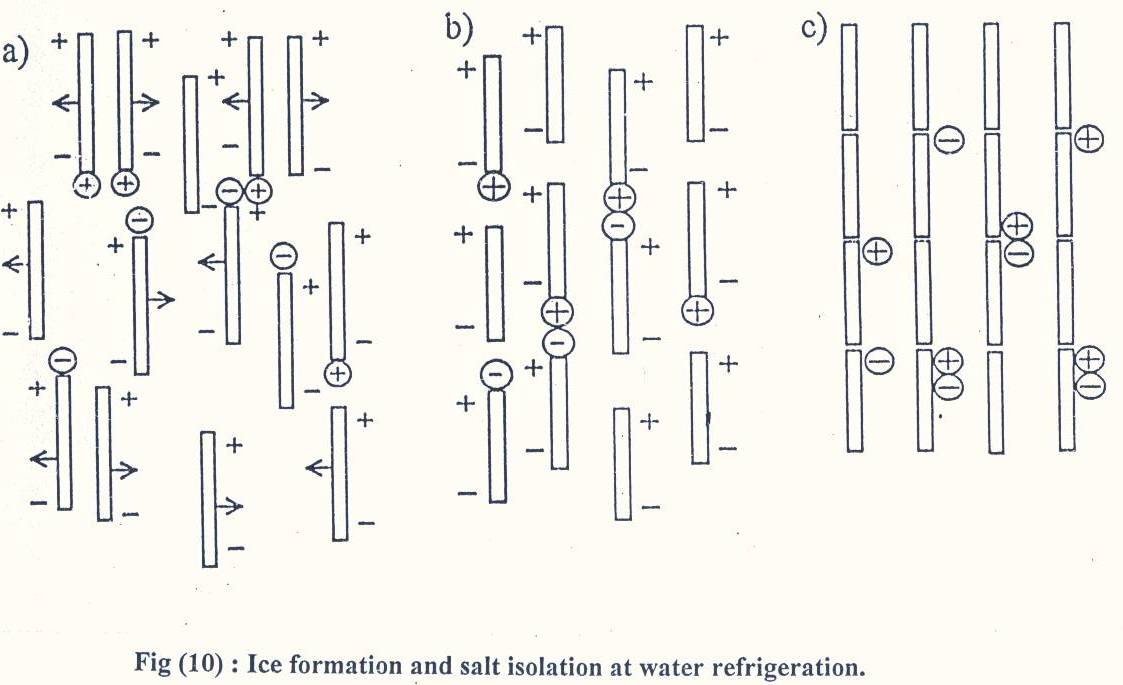 a)
b)
c)
Fig (10) : Ice formation and salt isolation at water refrigeration.